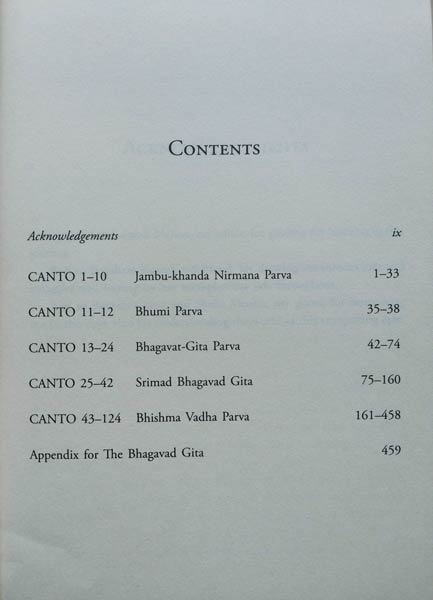 CONTENTS
Acknowledgements ix
CANTO 1–10 Jambu-khanda Nirmana Parva 1–33
CANTO 11–12 Bhumi Parva 35–38
CANTO 13–24 Bhagavat-Gita Parva 42–74
CANTO 25–42 Srimad Bhagavad Gita 75–160
CANTO 43–124 Bhishma Vadha Parva 161–458
Appendix for The Bhagavad Gita 459